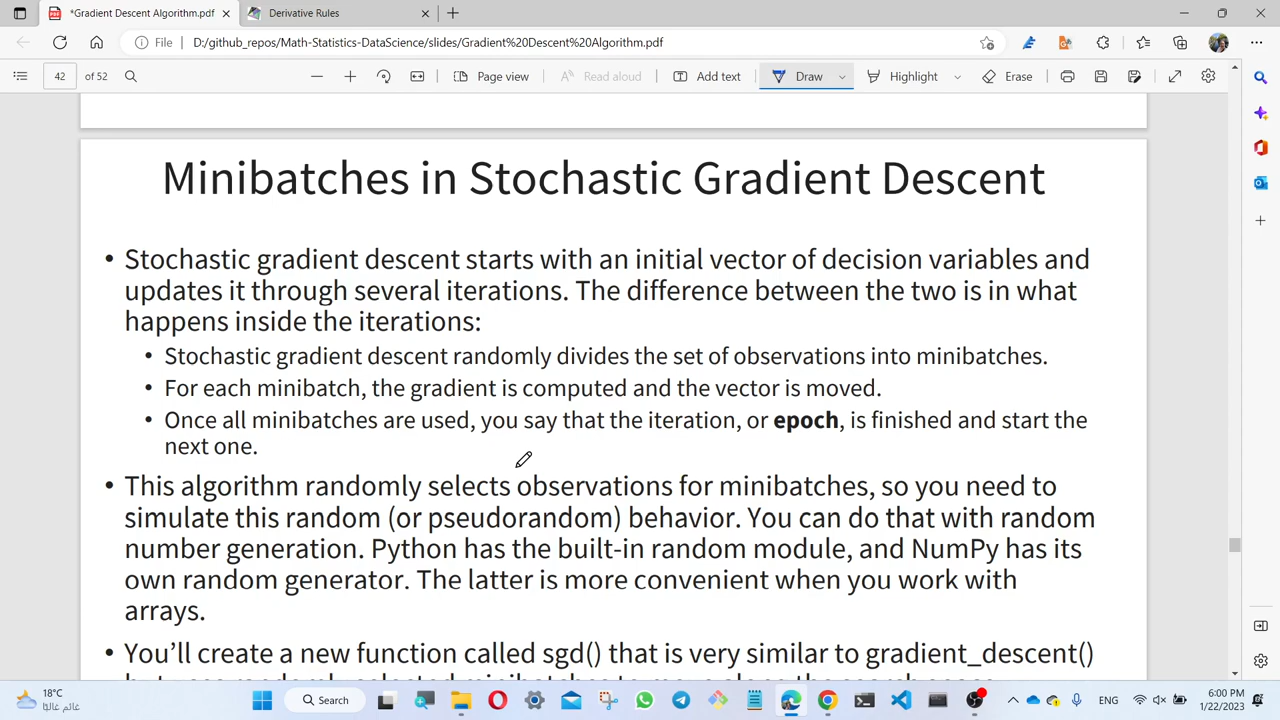 *Gradient Descent Algorithm.pdf
Derivative Rules
File
D:/github_repos/Math-Statistics-DataScience/slides/Gradient%20Descent%20Algorithm.pdf
42 of 52
Page view
Read aloud
Add text
Draw
Highlight
Erase
Minibatches in Stochastic Gradient Descent
• Stochastic gradient descent starts with an initial vector of decision variables and
updates it through several iterations. The difference between the two is in what
happens inside the iterations:
• Stochastic gradient descent randomly divides the set of observations into minibatches.
• For each minibatch, the gradient is computed and the vector is moved.
• Once all minibatches are used, you say that the iteration, or epoch, is finished and start the
next one.
• This algorithm randomly selects observations for minibatches, so you need to
simulate this random (or pseudorandom) behavior. You can do that with random
number generation. Python has the built-in random module, and NumPy has its
own random generator. The latter is more convenient when you work with
arrays.
• You’ll create a new function called sgd() that is very similar to gradient_descent()
18°C
غائم غالبا
Search
ENG
6:00 PM
1/22/2023